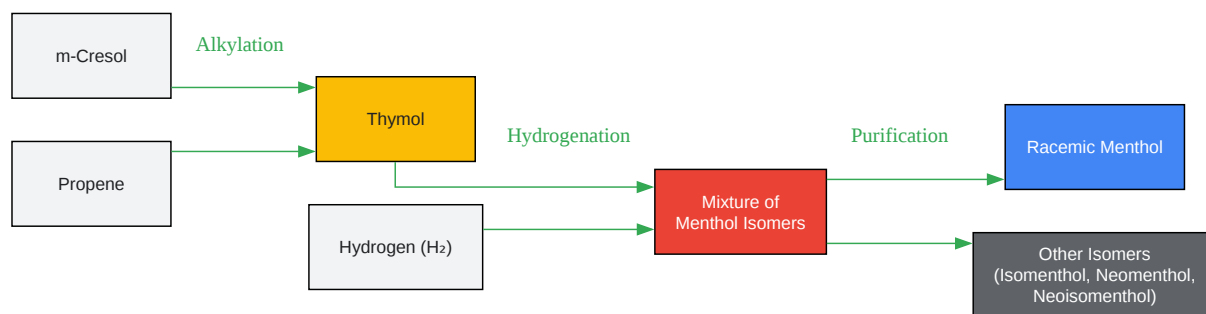 m-Cresol
Alkylation
Thymol
Propene
Hydrogenation
Hydrogen (H₂)
Mixture of
Menthol Isomers
Purification
Racemic Menthol
Other Isomers
(Isomenthol, Neomenthol,
Neoisomenthol)